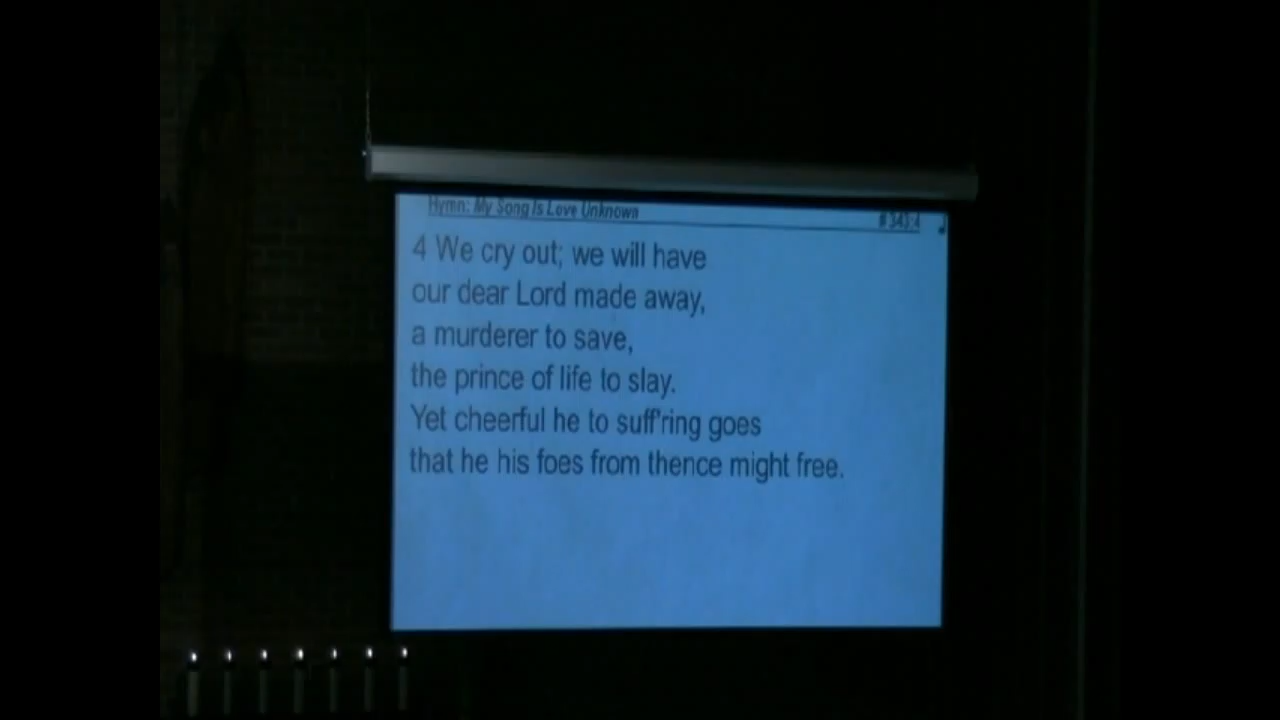 Hymn: My Song Is Love Unknown # 343:4
4 We cry out; we will have
our dear Lord made away,
a murderer to save,
the prince of life to slay.
Yet cheerful he to suff'ring goes
that he his foes from thence might free.